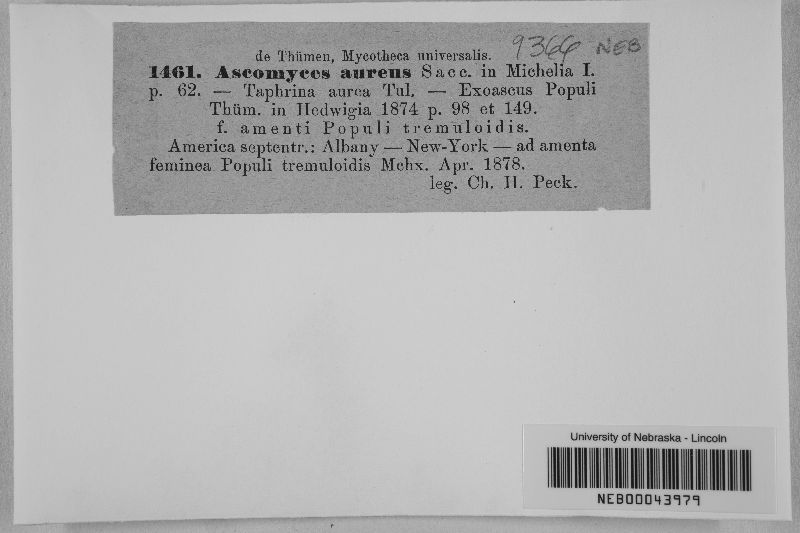 9366 NEB
de Thümen, Mycotheca universalis.
1461. Ascomyces aureus Sacc. in Michelia I.
p. 62. — Taphrina aurea Tul. — Exoascus Populi
Thüm. in Hedwigia 1874 p. 98 et 149.
f. amenti Populi tremuloidis.
America septentr.: Albany — New-York — ad amenta
feminea Populi tremuloidis Mchx. Apr. 1878.
leg. Ch. H. Peck.
University of Nebraska - Lincoln
NEB00043979